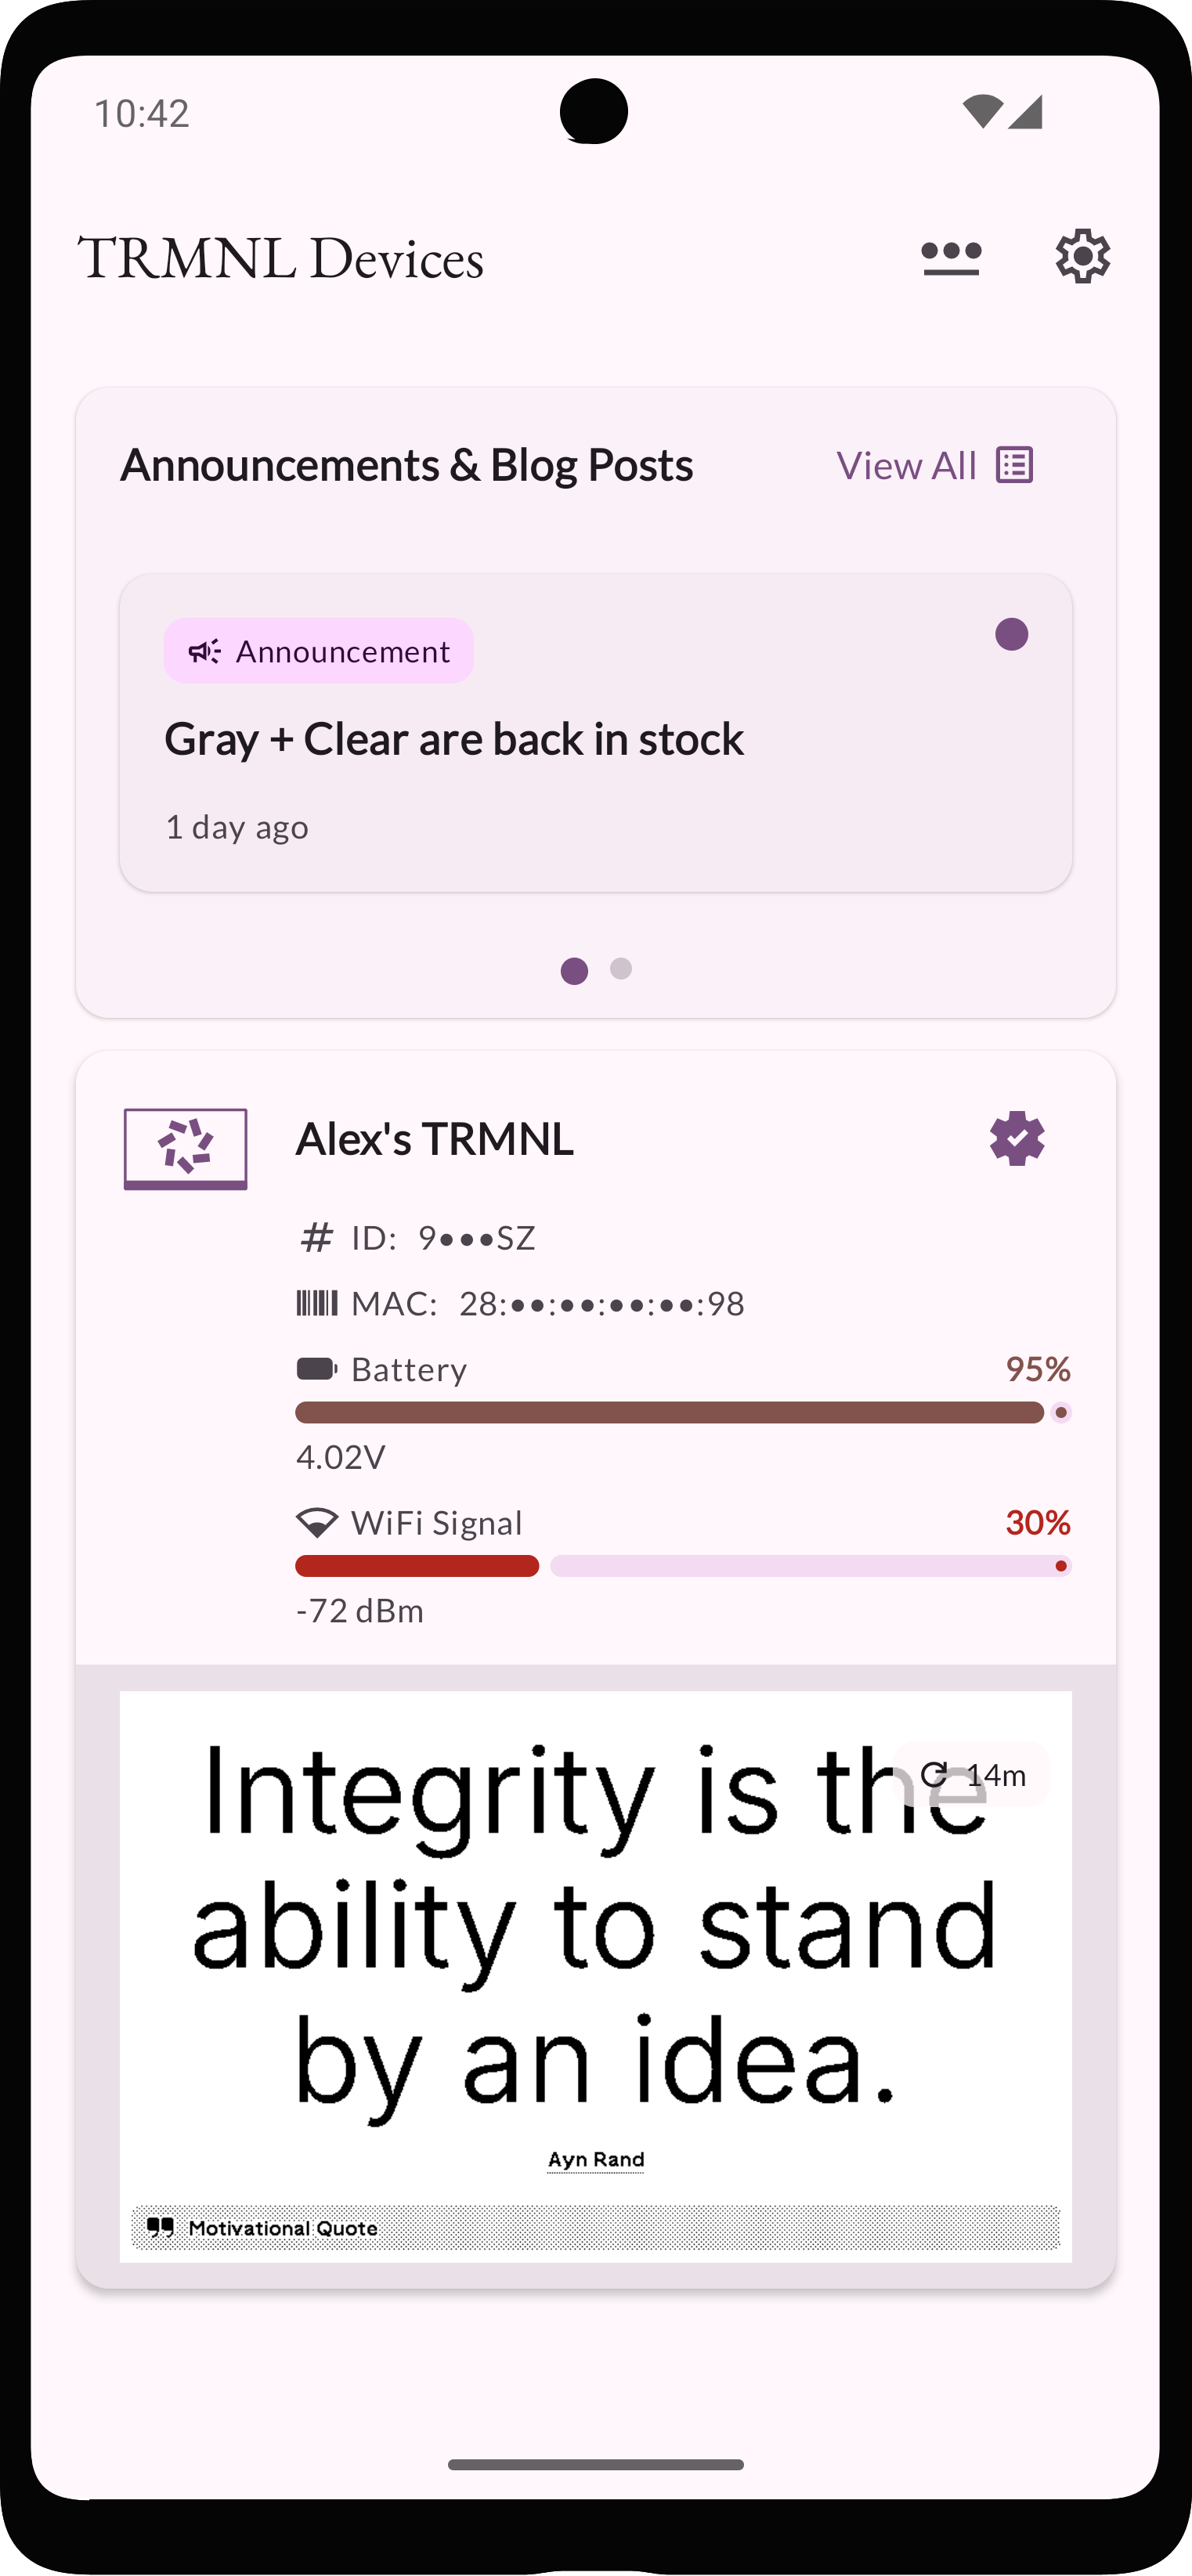 10:42
TRMNL Devices
Announcements & Blog Posts
View All
Announcement
Gray + Clear are back in stock
1 day ago
Alex's TRMNL
# ID: 9•••SZ
MAC: 28:••:••:••:••:98
Battery
95%
4.02V
WiFi Signal
30%
-72 dBm
Integrity is the
14m
ability to stand
by an idea.
Ayn Rand
Motivational Quote